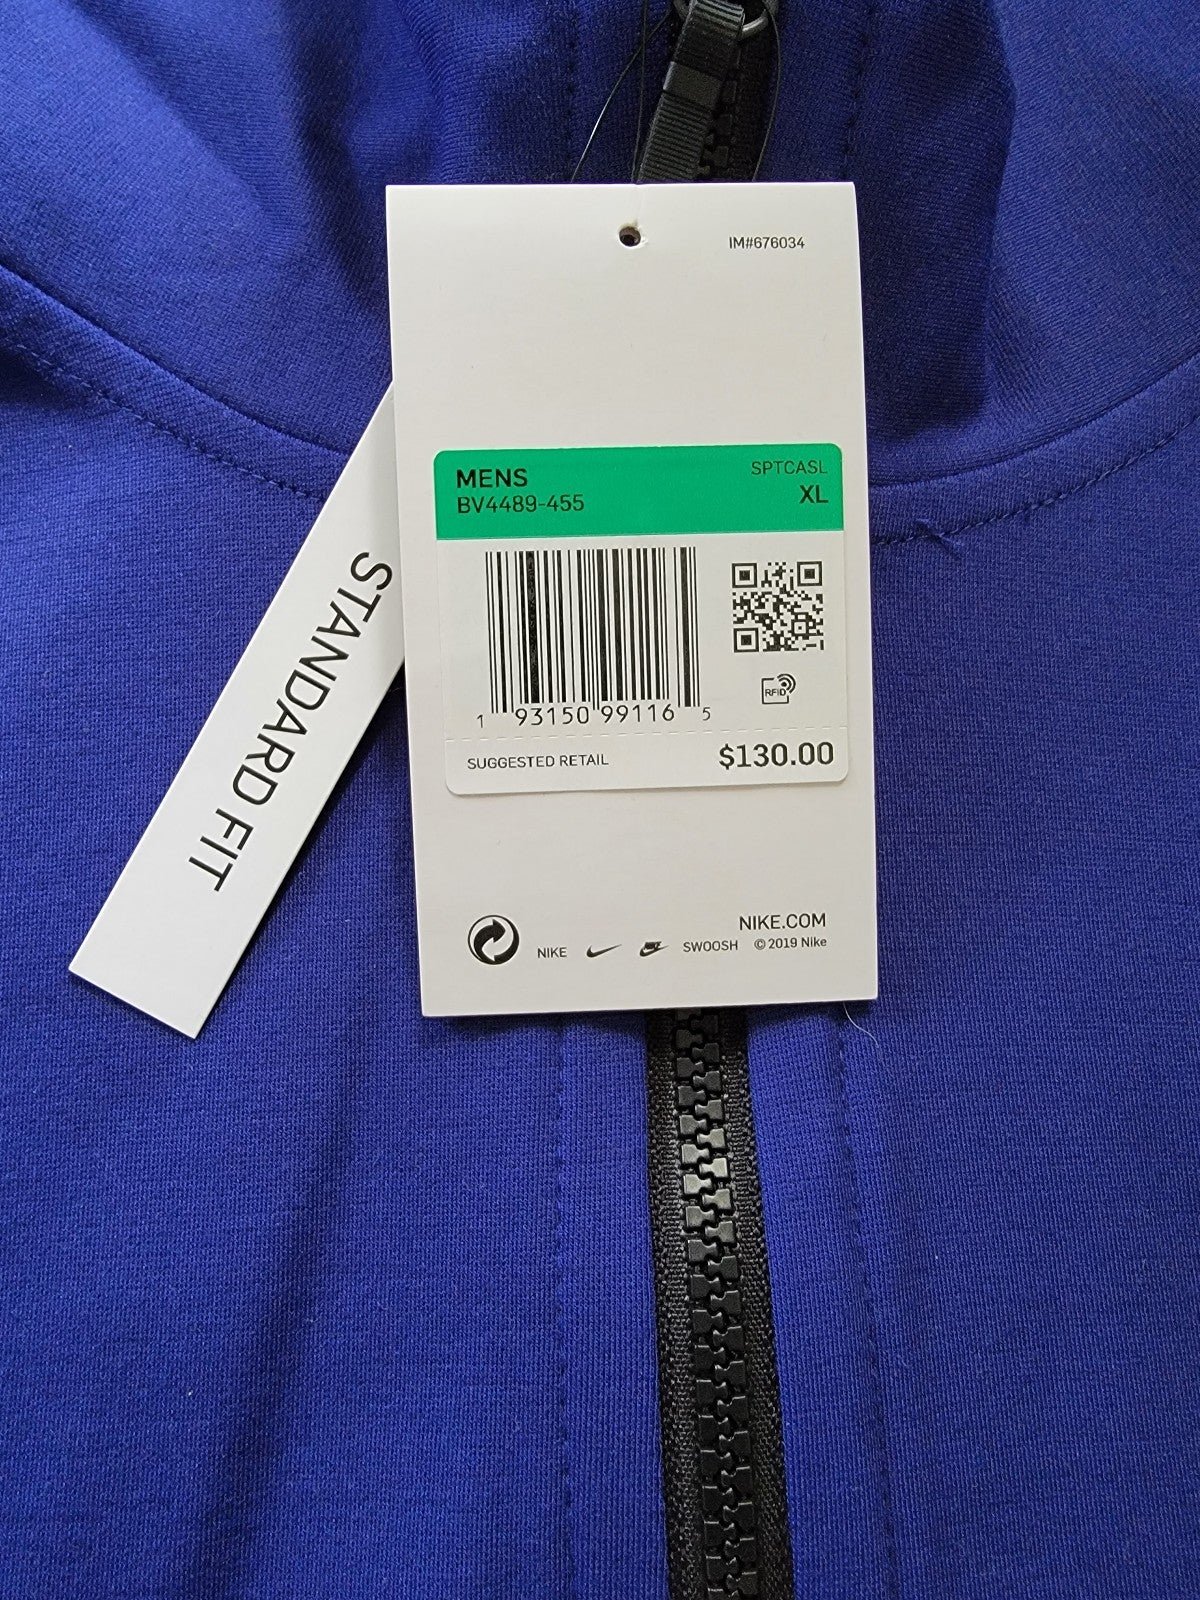 IM#676034
MENS
SPTCASL
BV4489-455
XL
RFID
1 93150 99116 5
SUGGESTED RETAIL
$130.00
NIKE.COM
NIKE SWOOSH © 2019 Nike
STANDARD FIT